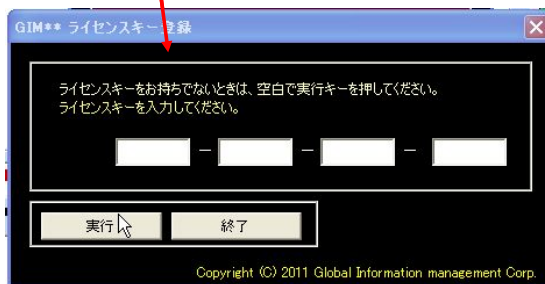 GIM** ライセンスキー登録
ライセンスキーをお持ちでないときは、空白で実行キーを押してください。
ライセンスキーを入力してください。
－ － －
実行 終了
Copyright (C) 2011 Global Information management Corp.